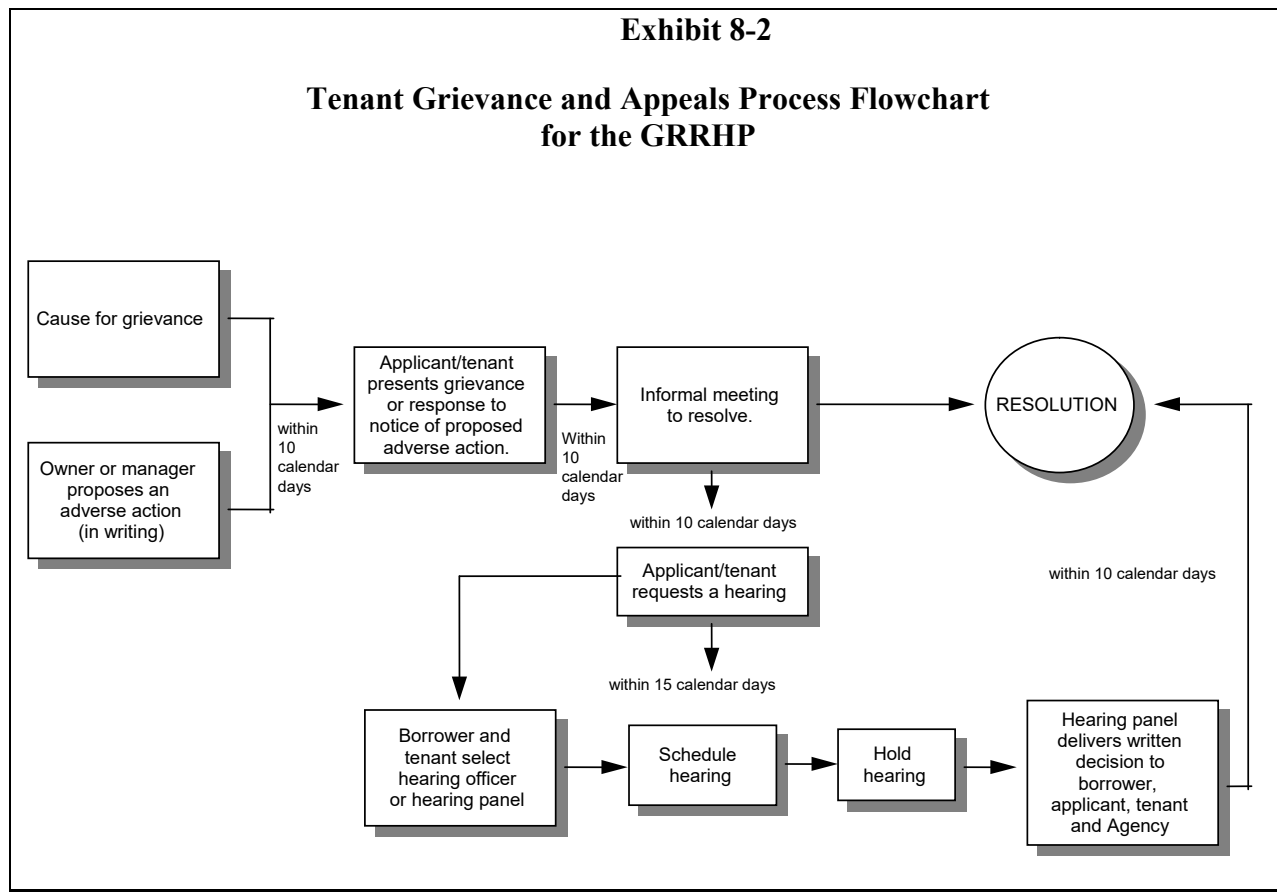 Exhibit 8-2
Tenant Grievance and Appeals Process Flowchart
for the GRRHP
Cause for grievance
Owner or manager
proposes an
adverse action
(in writing)
within
10
calendar
days
Applicant/tenant
presents grievance
or response to
notice of proposed
adverse action.
Within
10
calendar
days
Informal meeting
to resolve.
RESOLUTION
within 10 calendar days
Applicant/tenant
requests a hearing
within 10 calendar days
within 15 calendar days
Borrower and
tenant select
hearing officer
or hearing panel
Schedule
hearing
Hold
hearing
Hearing panel
delivers written
decision to
borrower,
applicant, tenant
and Agency